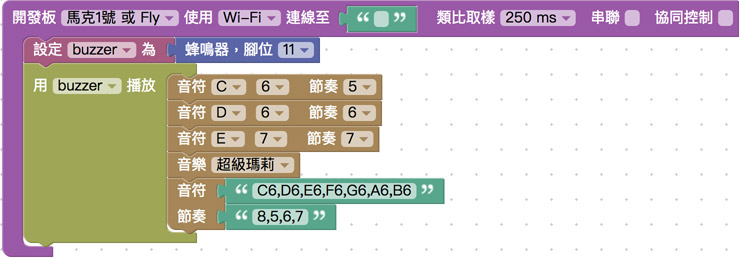 開發板 馬克1號 或 Fly 使用 Wi-Fi 連線至 “ ” 類比取樣 250 ms 串聯 協同控制
設定 buzzer 為 蜂鳴器，腳位 11
用 buzzer 播放 音符 C 6 節奏 5
音符 D 6 節奏 6
音符 E 7 節奏 7
音樂 超級瑪莉
音符 “ C6,D6,E6,F6,G6,A6,B6 ”
節奏 “ 8,5,6,7 ”